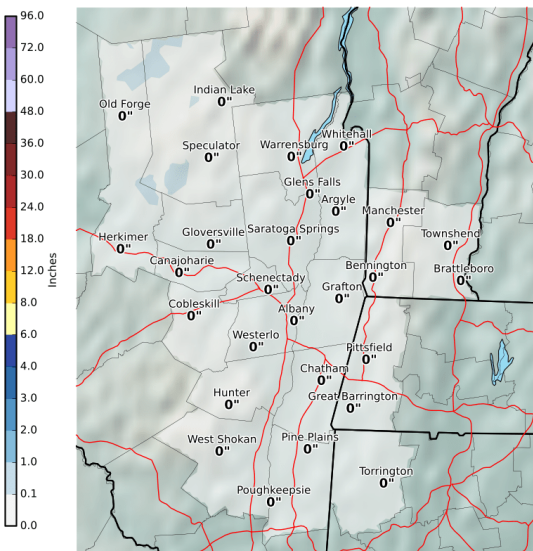 96.0
72.0
60.0
48.0
36.0
30.0
24.0
18.0
12.0
8.0
6.0
4.0
3.0
2.0
1.0
0.1
0.0
Inches
Indian Lake
0"
Old Forge
0"
Whitehall
0"
Speculator
0"
Warrensburg
0"
Glens Falls
0"
Argyle
0"
Manchester
0"
Herkimer
0"
Gloversville
0"
Saratoga Springs
0"
Townshend
0"
Canajoharie
0"
Bennington
0"
Brattleboro
0"
Schenectady
0"
Grafton
0"
Cobleskill
0"
Albany
0"
Westerlo
0"
Pittsfield
0"
Chatham
0"
Hunter
0"
Great Barrington
0"
West Shokan
0"
Pine Plains
0"
Torrington
0"
Poughkeepsie
0"